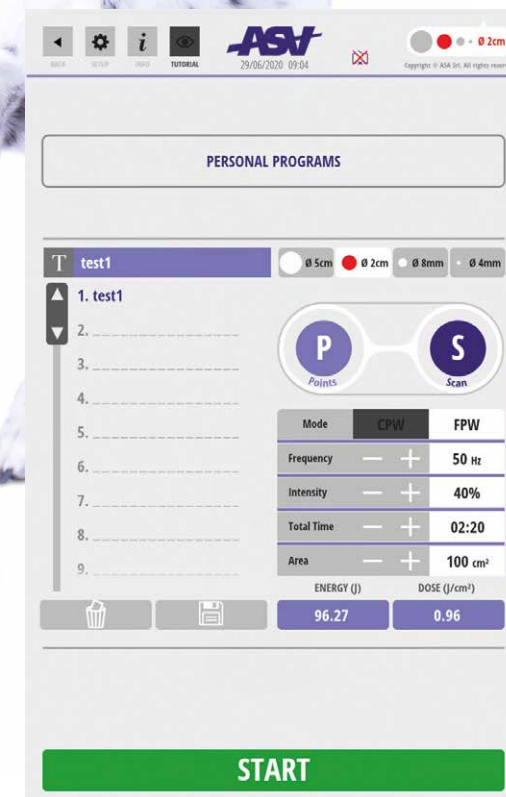 BACK SETUP INFO TUTORIAL
ASA
29/06/2020 09:04
Ø 2cm
Copyright © ASA Srl. All rights reserv
PERSONAL PROGRAMS
T test1
Ø 5cm Ø 2cm Ø 8mm Ø 4mm
1. test1
2.
3.
4.
5.
6.
7.
8.
9.
P S
Points Scan
Mode CPW FPW
Frequency — + 50 Hz
Intensity — + 40%
Total Time — + 02:20
Area — + 100 cm²
ENERGY (J) DOSE (J/cm²)
96.27 0.96
START